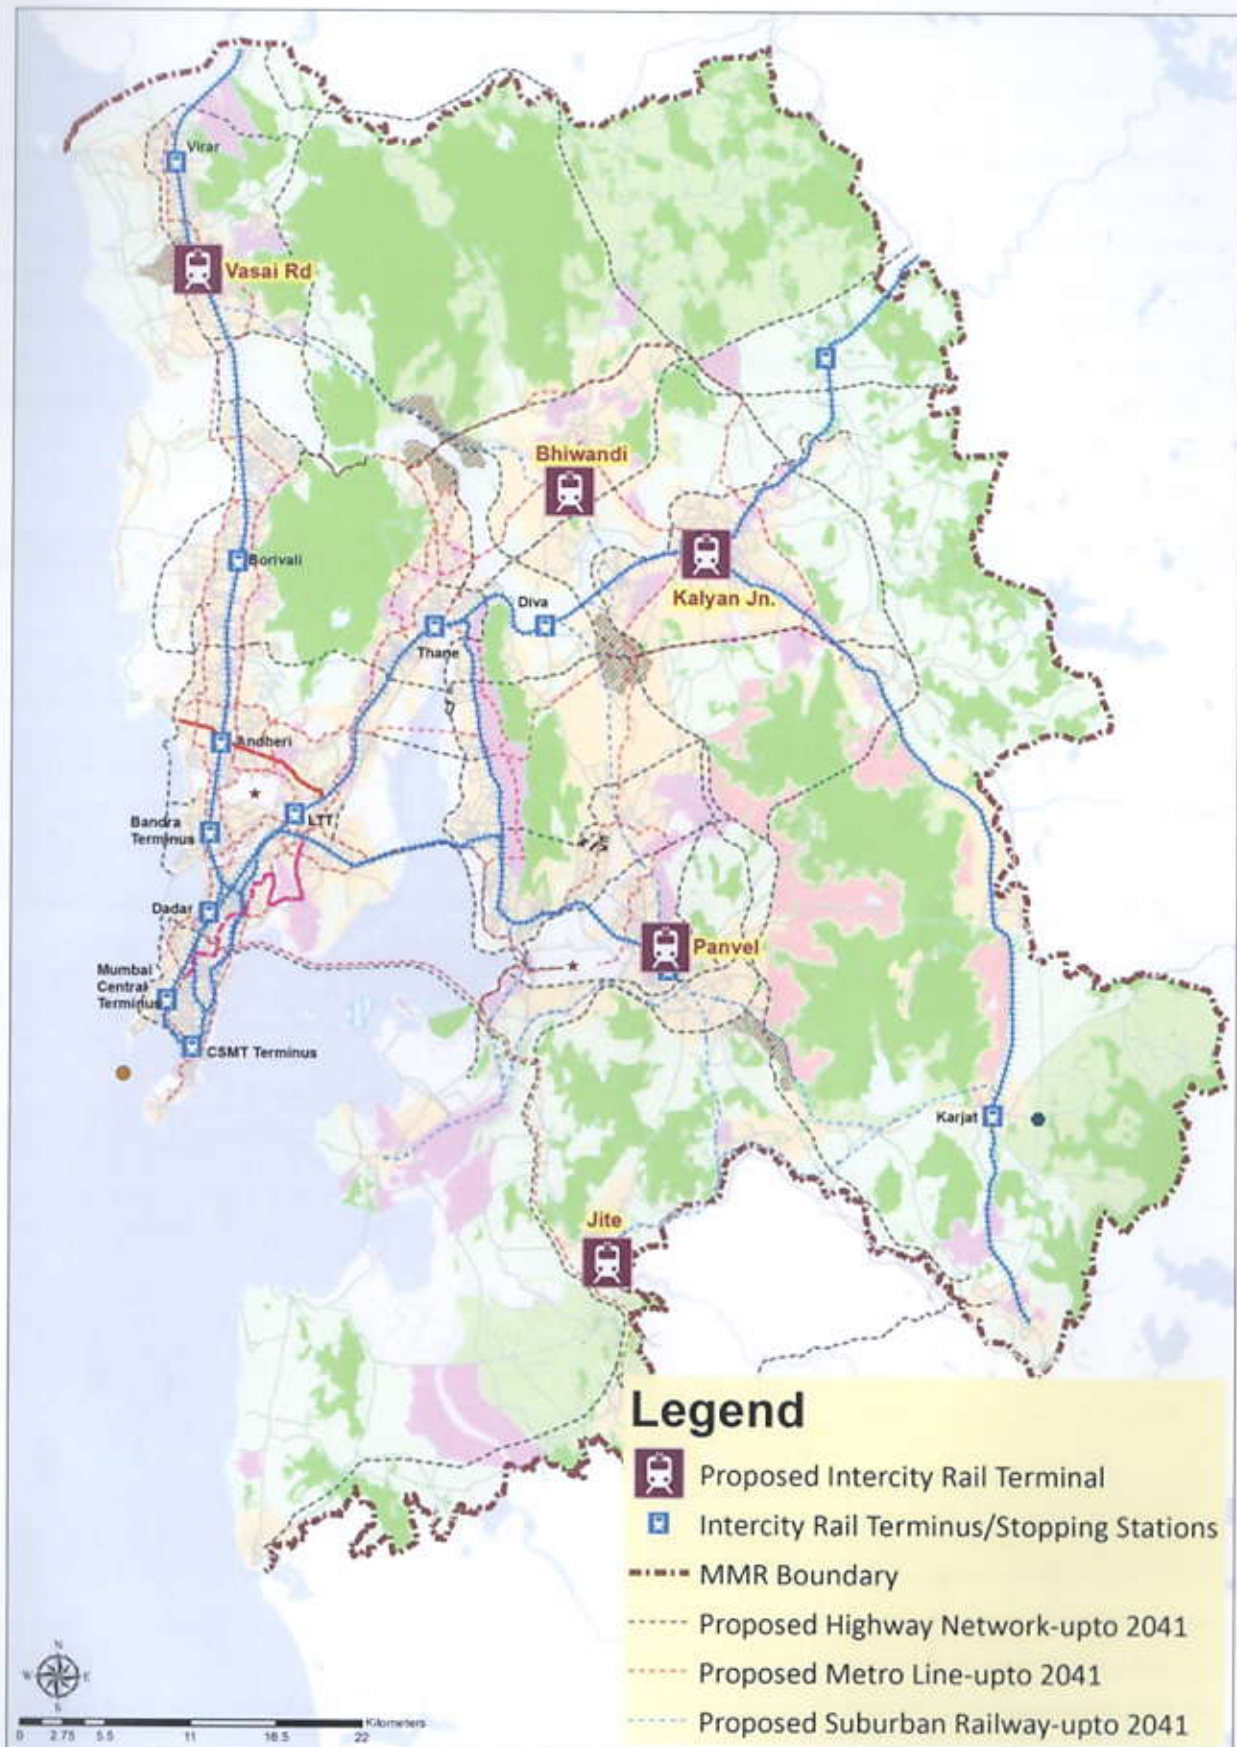 Virar
Vasai Rd
Bhiwandi
Borivali
Kalyan Jn.
Diva
Thane
Andheri
LTT
Bandra
Terminus
Dadar
Panvel
Mumbai
Central
Terminus
CSMT Terminus
Karjat
Jite
Legend
Proposed Intercity Rail Terminal
Intercity Rail Terminus/Stopping Stations
MMR Boundary
Proposed Highway Network-upto 2041
Proposed Metro Line-upto 2041
Proposed Suburban Railway-upto 2041
N
W E
S
Kilometers
0 2.75 5.5 11 16.5 22